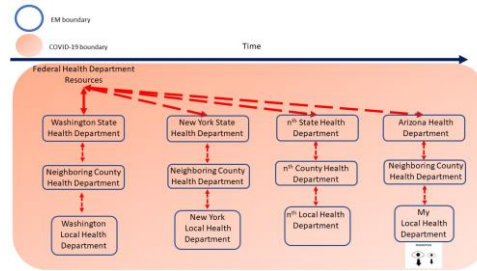 EM boundary
COVID-19 boundary
Time
Federal Health Department
Resources
Washington State
Health Department
New York State
Health Department
nth State Health
Department
Arizona Health
Department
Neighboring County
Health Department
Neighboring County
Health Department
nth County Health
Department
Neighboring County
Health Department
Washington
Local Health
Department
New York
Local Health
Department
nth Local Health
Department
My
Local Health
Department